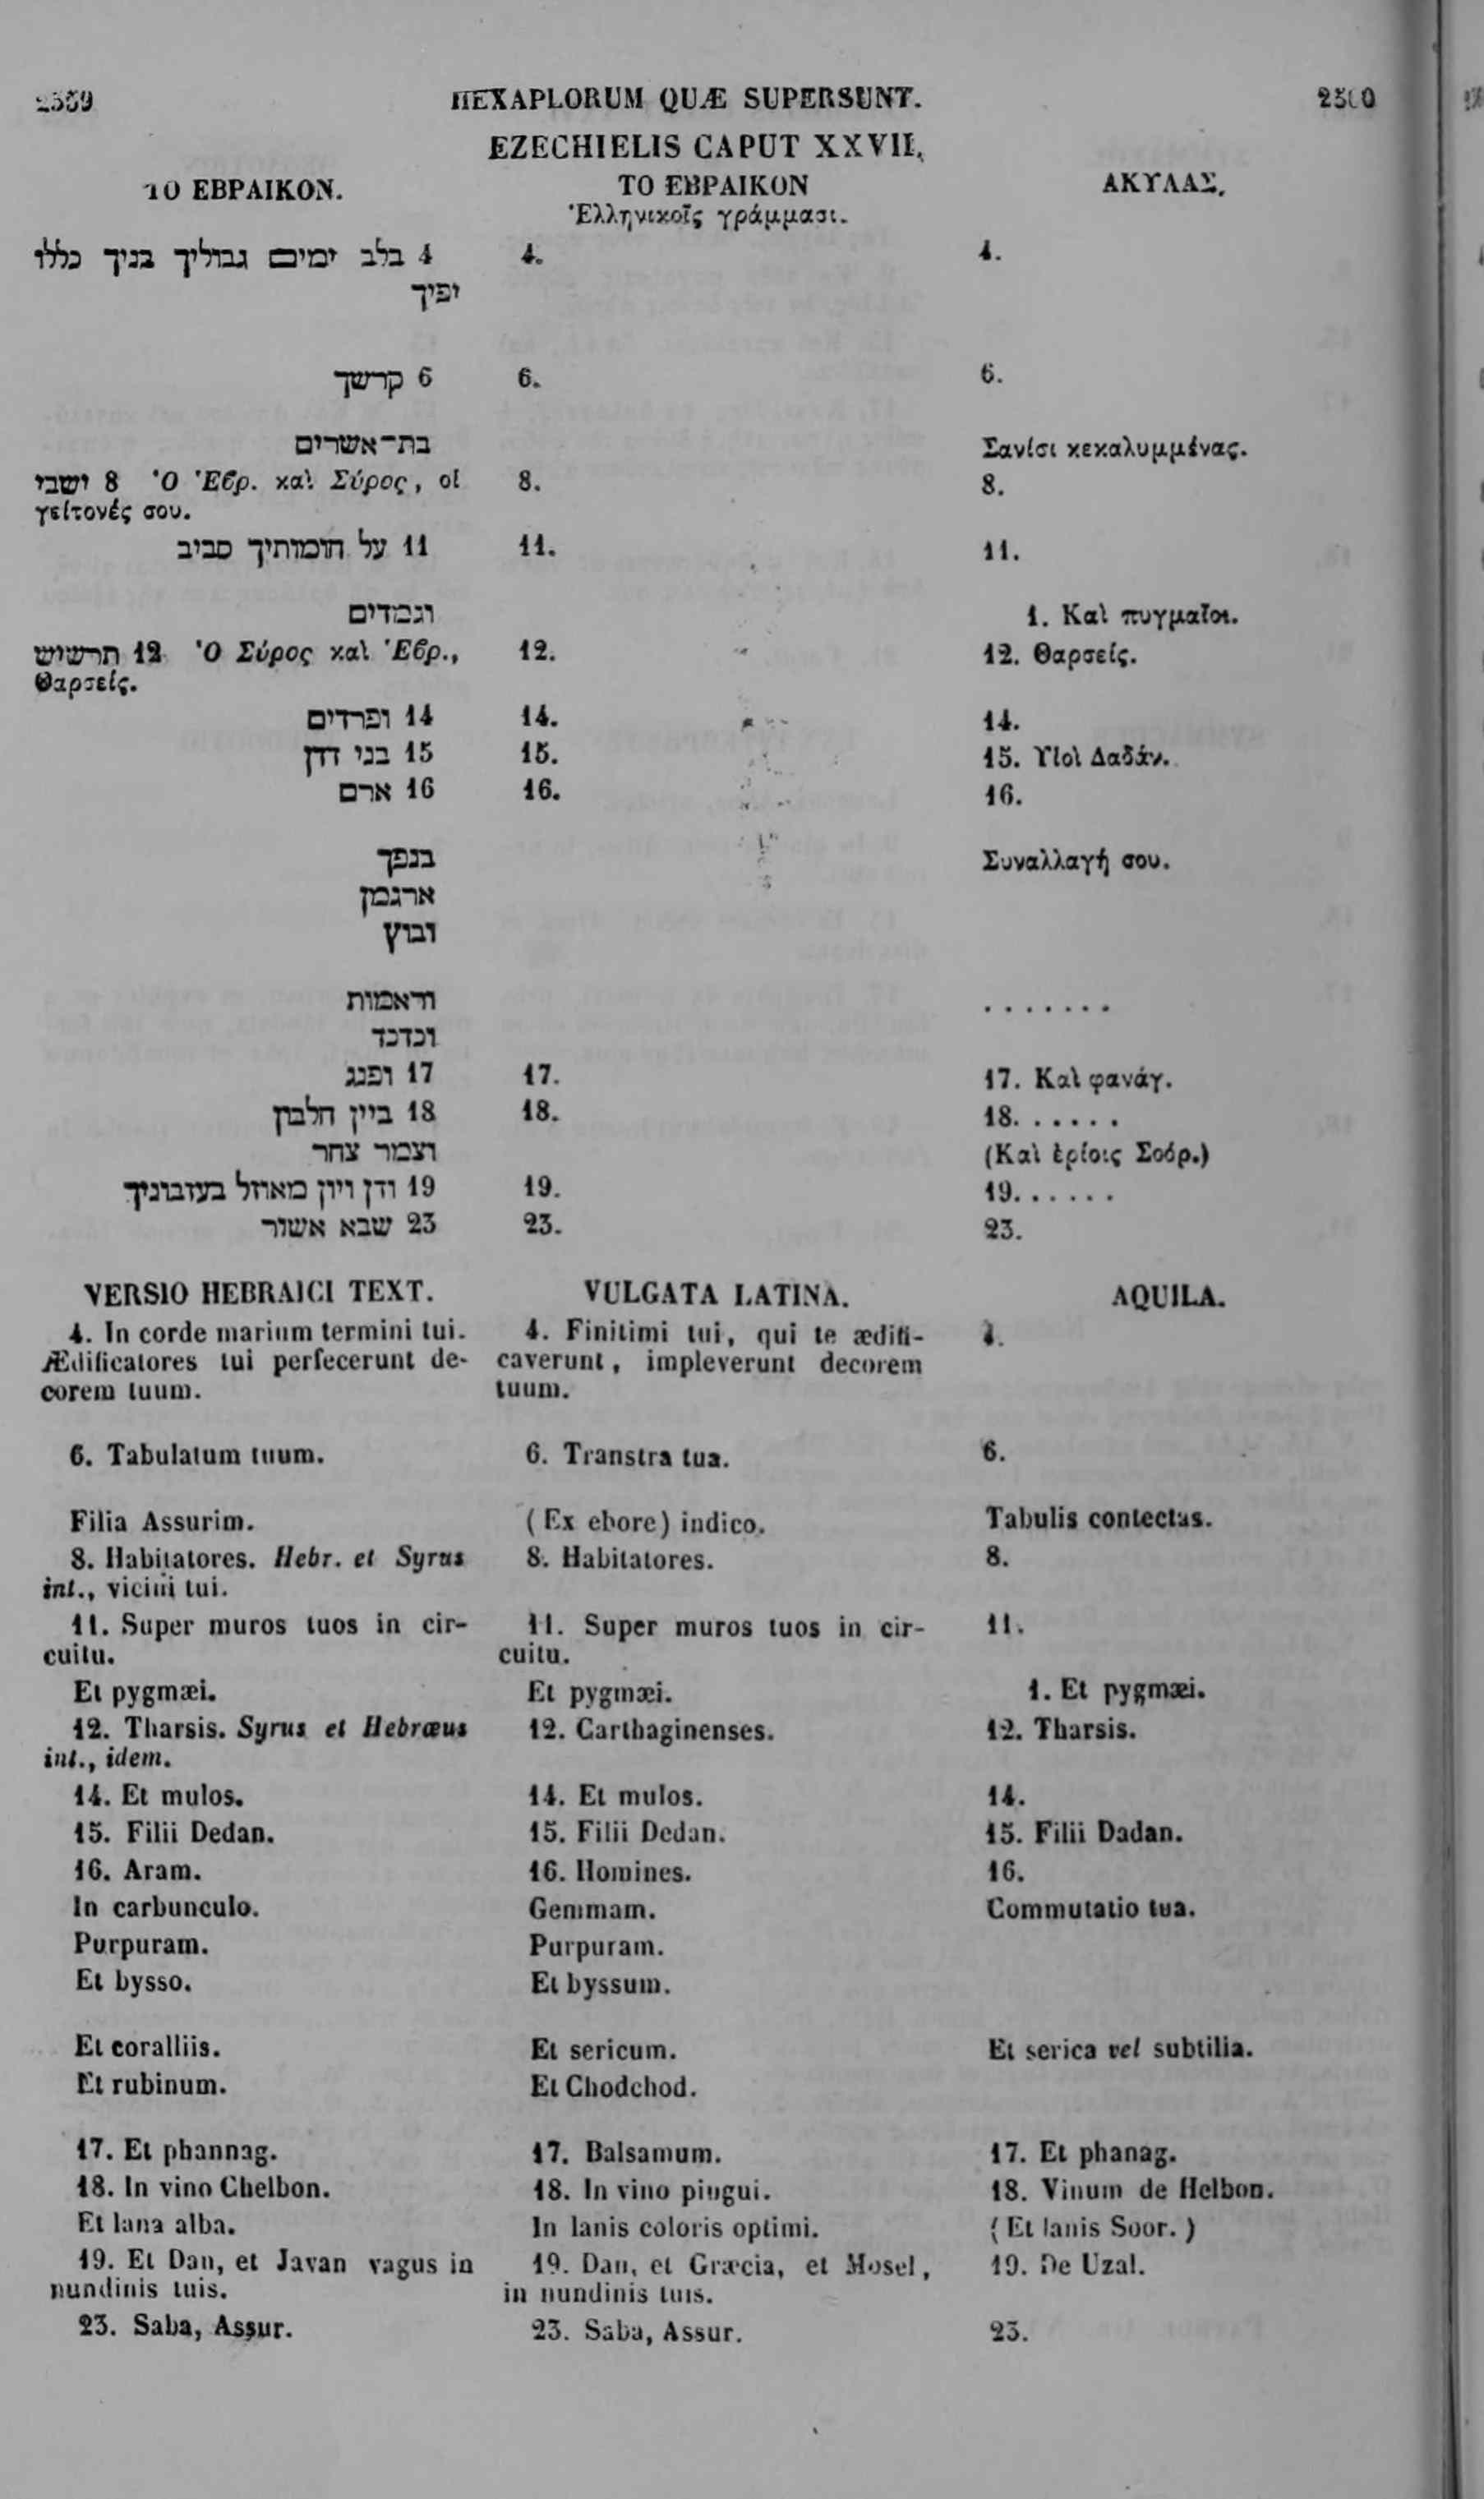 2559 HEXAPLORUM QUÆ SUPERSUNT. 2560
EZECHIELIS CAPUT XXVII.
ΤΟ ΕΒΡΑΙΚΟΝ.
4 בלב ימים גבוליך בניך כללו
יפיך
6 קרשך
בת־אשרים
8 ישבי Ὁ Ἑβρ. καὶ Σύρος, οἱ
γείτονές σου.
11 על חומותיך סביב
וגמדים
12 תרשיש Ὁ Σύρος καὶ Ἑβρ.,
Θαρσείς.
14 ופרדים
15 בני דדן
16 ארם
בנפך
ארגמן
ובוץ
וראמות
וכדכד
17 ופנג
18 ביין חלבון
וצמר צחר
19 ודן ויון מאוזל בעזבוניך
23 שבא אשור
ΤΟ ΕΒΡΑΙΚΟΝ
Ἑλληνικοῖς γράμμασι.
4.
6.
8.
11.
12.
14.
15.
16.
17.
18.
19.
23.
ΑΚΥΛΑΣ.
4.
6.
Σανίσι κεκαλυμμένας.
8.
11.
1. Καὶ πυγμαῖοι.
12. Θαρσείς.
14.
15. Υἱοὶ Δαδάν.
16.
Συναλλαγή σου.
. . . . . . .
17. Καὶ φανάγ.
18. . . . . .
(Καὶ ἐρίοις Σοόρ.)
19. . . . . .
23.
VERSIO HEBRAICI TEXT.
4. In corde marium termini tui.
Ædificatores tui perfecerunt de-
corem tuum.
6. Tabulatum tuum.
Filia Assurim.
8. Habitatores. Hebr. et Syrus
int., vicini tui.
11. Super muros tuos in cir-
cuitu.
Et pygmæi.
12. Tharsis. Syrus et Hebræus
int., idem.
14. Et mulos.
15. Filii Dedan.
16. Aram.
In carbunculo.
Purpuram.
Et bysso.
Et coralliis.
Et rubinum.
17. Et phannag.
18. In vino Chelbon.
Et lana alba.
19. Et Dan, et Javan vagus in
nundinis tuis.
23. Saba, Assur.
VULGATA LATINA.
4. Finitimi tui, qui te ædifi-
caverunt, impleverunt decorem
tuum.
6. Transtra tua.
(Ex ebore) indico.
8. Habitatores.
11. Super muros tuos in cir-
cuitu.
Et pygmæi.
12. Carthaginenses.
14. Et mulos.
15. Filii Dedan.
16. Homines.
Gemmam.
Purpuram.
Et byssum.
Et sericum.
Et Chodchod.
17. Balsamum.
18. In vino pingui.
In lanis coloris optimi.
19. Dan, et Græcia, et Mosel,
in nundinis tuis.
23. Saba, Assur.
AQUILA.
4.
6.
Tabulis contectas.
8.
11.
1. Et pygmæi.
12. Tharsis.
14.
15. Filii Dadan.
16.
Commutatio tua.
Et serica vel subtilia.
17. Et phanag.
18. Vinum de Helbon.
(Et lanis Soor.)
19. De Uzal.
23.